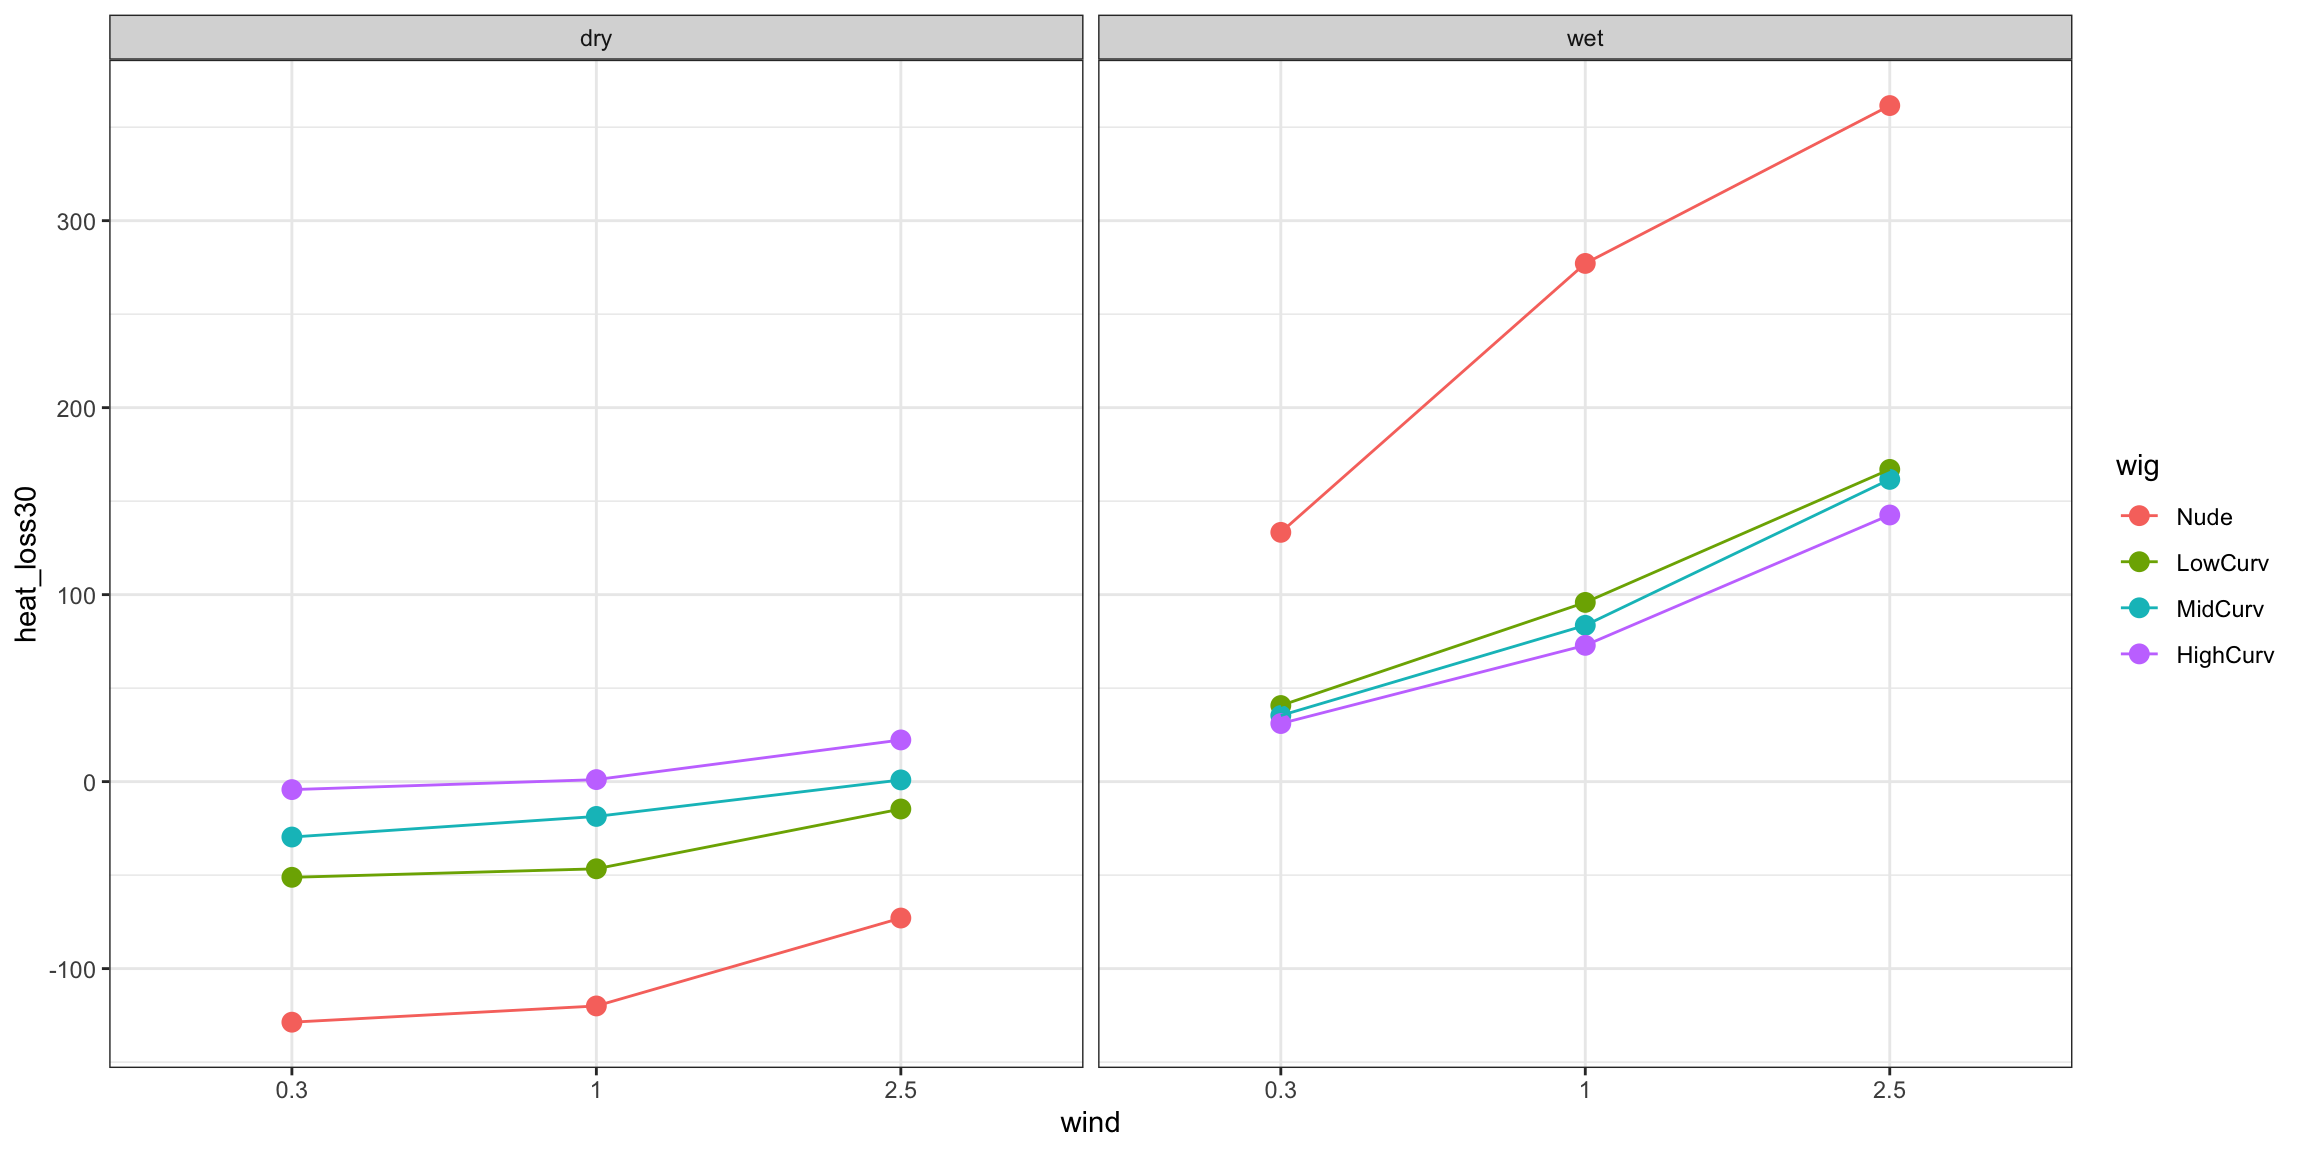 dry
wet
heat_loss30
300
200
100
0
-100
0.3
1
2.5
0.3
1
2.5
wind
wig
Nude
LowCurv
MidCurv
HighCurv